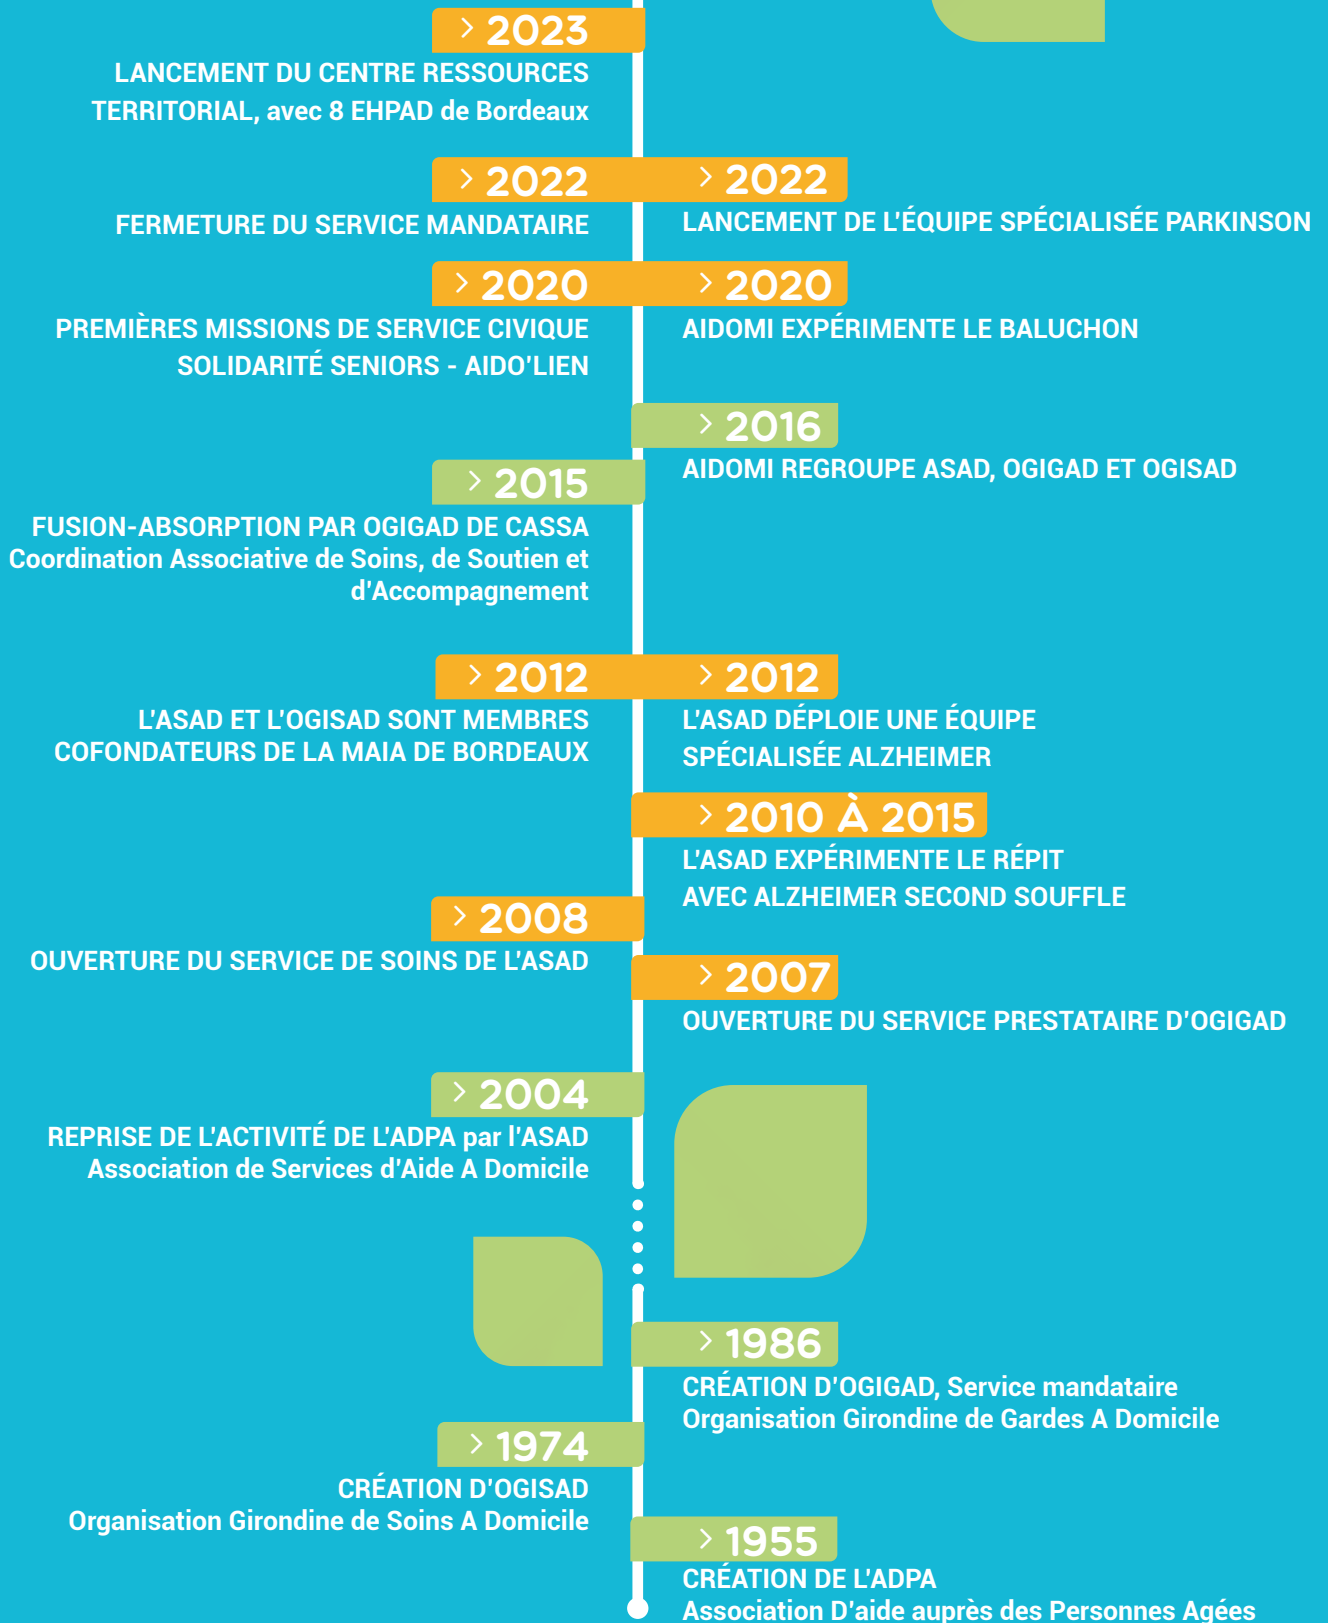 > 2023
LANCEMENT DU CENTRE RESSOURCES
TERRITORIAL, avec 8 EHPAD de Bordeaux
> 2022
FERMETURE DU SERVICE MANDATAIRE
> 2022
LANCEMENT DE L'ÉQUIPE SPÉCIALISÉE PARKINSON
> 2020
PREMIÈRES MISSIONS DE SERVICE CIVIQUE
SOLIDARITÉ SENIORS - AIDO'LIEN
> 2020
AIDOMI EXPÉRIMENTE LE BALUCHON
> 2016
AIDOMI REGROUPE ASAD, OGIGAD ET OGISAD
> 2015
FUSION-ABSORPTION PAR OGIGAD DE CASSA
Coordination Associative de Soins, de Soutien et
d'Accompagnement
> 2012
L'ASAD ET L'OGISAD SONT MEMBRES
COFONDATEURS DE LA MAIA DE BORDEAUX
> 2012
L'ASAD DÉPLOIE UNE ÉQUIPE
SPÉCIALISÉE ALZHEIMER
> 2010 À 2015
L'ASAD EXPÉRIMENTE LE RÉPIT
AVEC ALZHEIMER SECOND SOUFFLE
> 2008
OUVERTURE DU SERVICE DE SOINS DE L'ASAD
> 2007
OUVERTURE DU SERVICE PRESTATAIRE D'OGIGAD
> 2004
REPRISE DE L'ACTIVITÉ DE L'ADPA par l'ASAD
Association de Services d'Aide A Domicile
> 1986
CRÉATION D'OGIGAD, Service mandataire
Organisation Girondine de Gardes A Domicile
> 1974
CRÉATION D'OGISAD
Organisation Girondine de Soins A Domicile
> 1955
CRÉATION DE L'ADPA
Association D'aide auprès des Personnes Agées